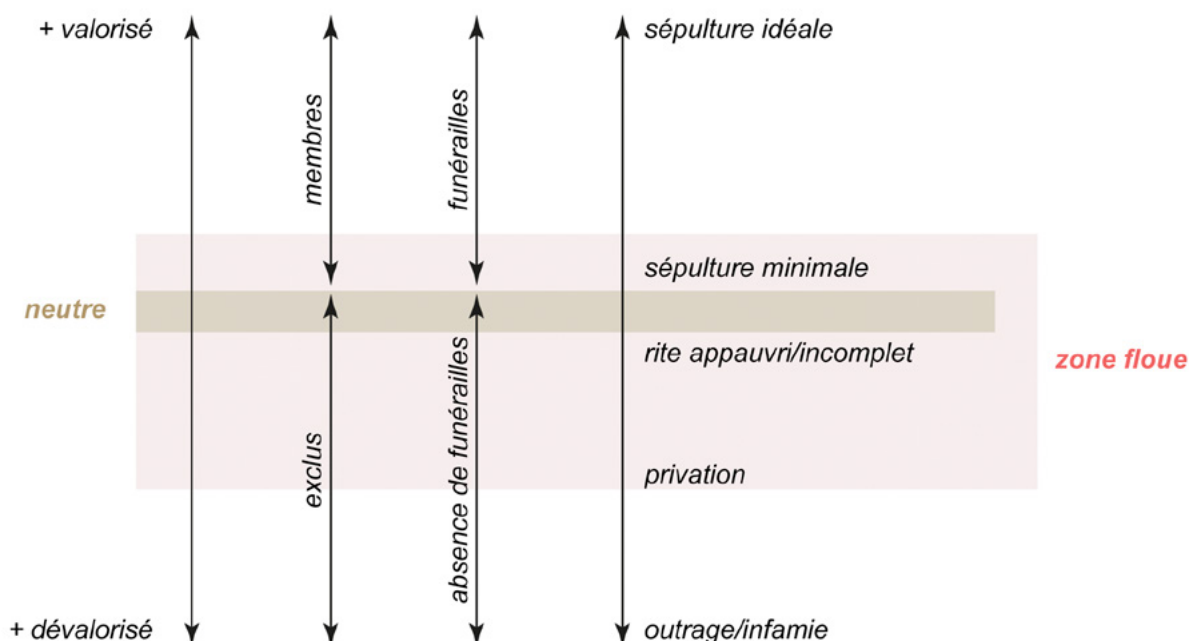 + valorisé
sépulture idéale
membres
funérailles
sépulture minimale
neutre
rite appauvri/incomplet
zone floue
exclus
absence de funérailles
privation
+ dévalorisé
outrage/infamie